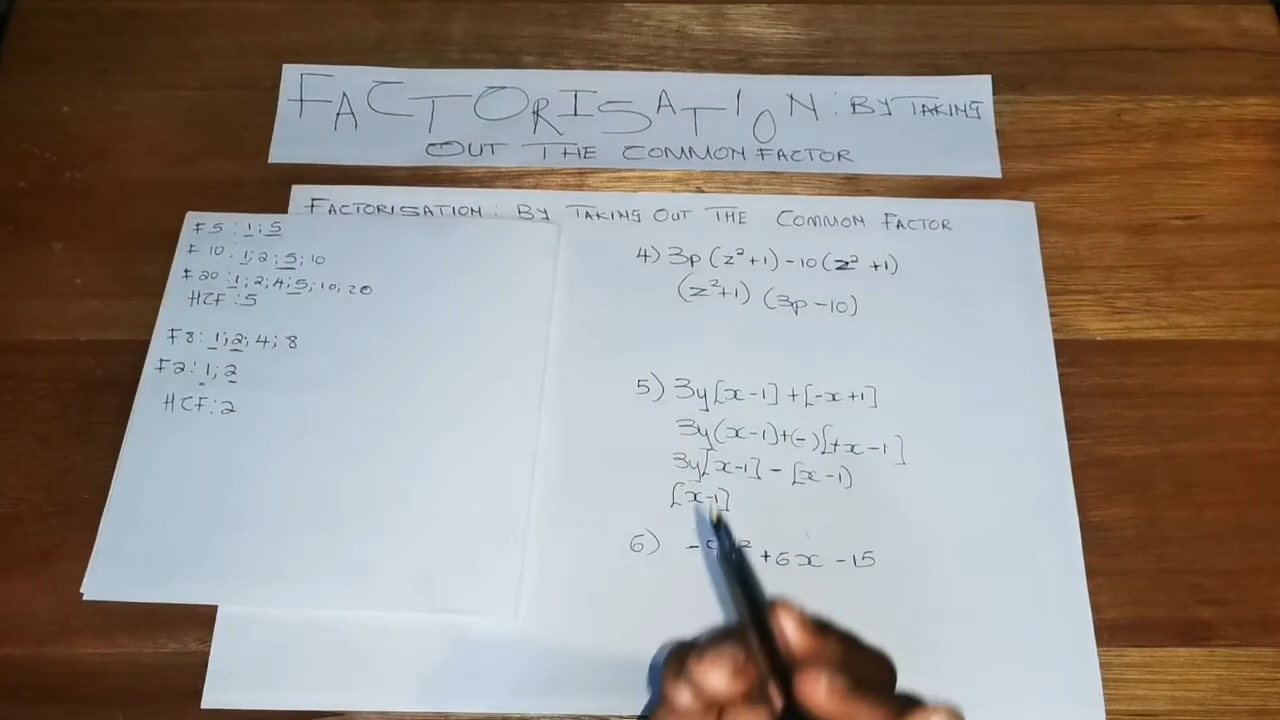 FACTORISATION: BY TAKING
OUT THE COMMON FACTOR
FACTORISATION: BY TAKING OUT THE COMMON FACTOR
F5: 1; 5
F10: 1; 2; 5; 10
F20: 1; 2; 4; 5; 10; 20
HCF: 5
F8: 1; 2; 4; 8
F2: 1; 2
HCF: 2
4) 3p(z²+1)-10(z²+1)
(z²+1)(3p-10)
5) 3y[x-1]+[-x+1]
3y(x-1)+(-)[+x-1]
3y[x-1]-[x-1)
[x-1]
6) +6x-15